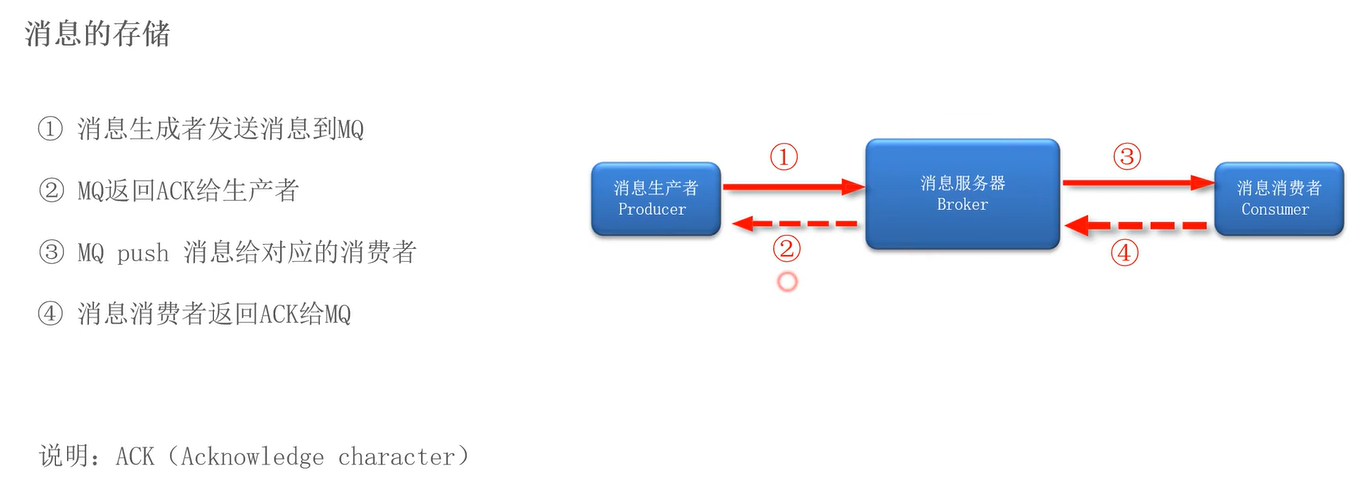 消息的存储
① 消息生成者发送消息到MQ
② MQ返回ACK给生产者
③ MQ push 消息给对应的消费者
④ 消息消费者返回ACK给MQ
说明：ACK（Acknowledge character）
①
②
③
④
消息生产者
Producer
消息服务器
Broker
消息消费者
Consumer